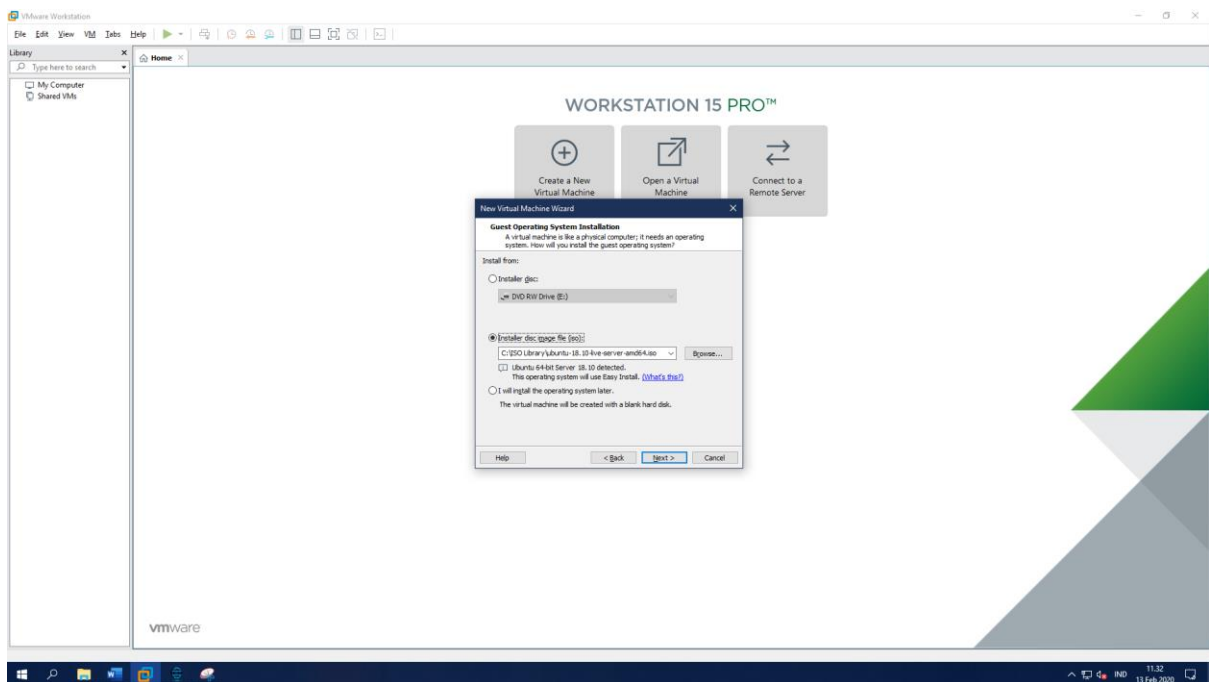 VMware Workstation
File Edit View VM Tabs Help
Library
Type here to search
My Computer
Shared VMs
Home
WORKSTATION 15 PRO™
Create a New
Virtual Machine
Open a Virtual
Machine
Connect to a
Remote Server
New Virtual Machine Wizard
Guest Operating System Installation
A virtual machine is like a physical computer; it needs an operating
system. How will you install the guest operating system?
Install from:
Installer disc:
DVD RW Drive (E:)
Installer disc image file (iso):
C:\ISO Library\ubuntu-18.10-live-server-amd64.iso
Browse...
Ubuntu 64-bit Server 18.10 detected.
This operating system will use Easy Install. (What's this?)
I will install the operating system later.
The virtual machine will be created with a blank hard disk.
Help
< Back
Next >
Cancel
vmware
IND
11.32
13 Feb 2020